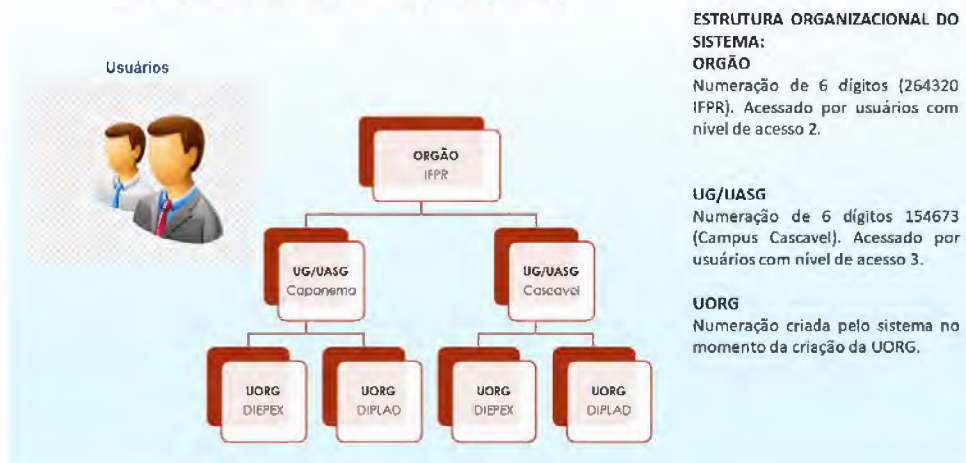 Usuários
ORGÃO
IFPR
UG/UASG
Capanema
UG/UASG
Cascavel
UORG
DIEPEX
UORG
DIPLAD
UORG
DIEPEX
UORG
DIPLAD
ESTRUTURA ORGANIZACIONAL DO
SISTEMA:
ORGÃO
Numeração de 6 dígitos (264320
IFPR). Acessado por usuários com
nível de acesso 2.
UG/UASG
Numeração de 6 dígitos 154673
(Campus Cascavel). Acessado por
usuários com nível de acesso 3.
UORG
Numeração criada pelo sistema no
momento da criação da UORG.